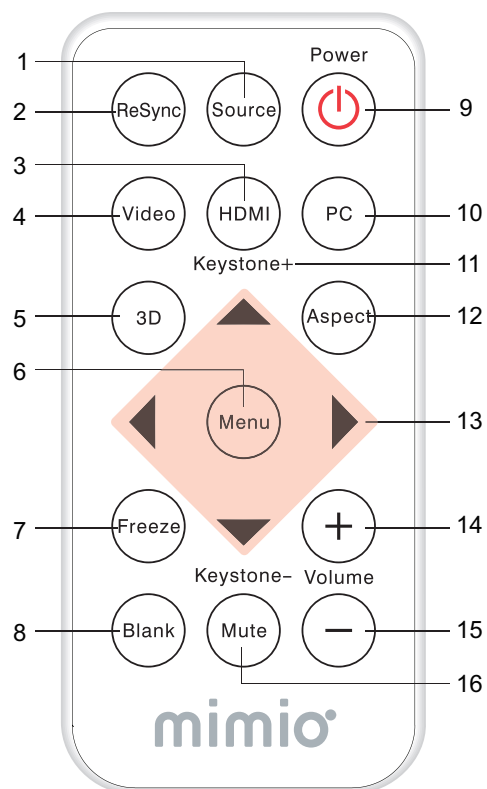 Power
1
2 ReSync Source 9
3
4 Video HDMI PC 10
Keystone+ 11
5 3D Aspect 12
6
Menu 13
7 Freeze + 14
Keystone– Volume
8 Blank Mute – 15
16
mimio